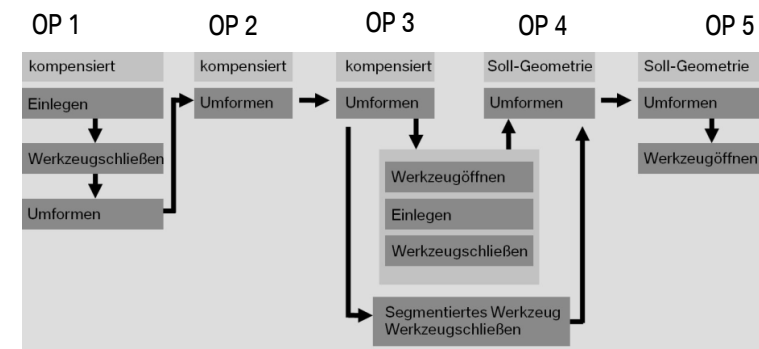 OP 1
OP 2
OP 3
OP 4
OP 5
kompensiert
kompensiert
kompensiert
Soll-Geometrie
Soll-Geometrie
Einlegen
Umformen
Umformen
Umformen
Umformen
Werkzeugschließen
Werkzeugöffnen
Werkzeugöffnen
Umformen
Einlegen
Werkzeugschließen
Segmentiertes Werkzeug
Werkzeugschließen